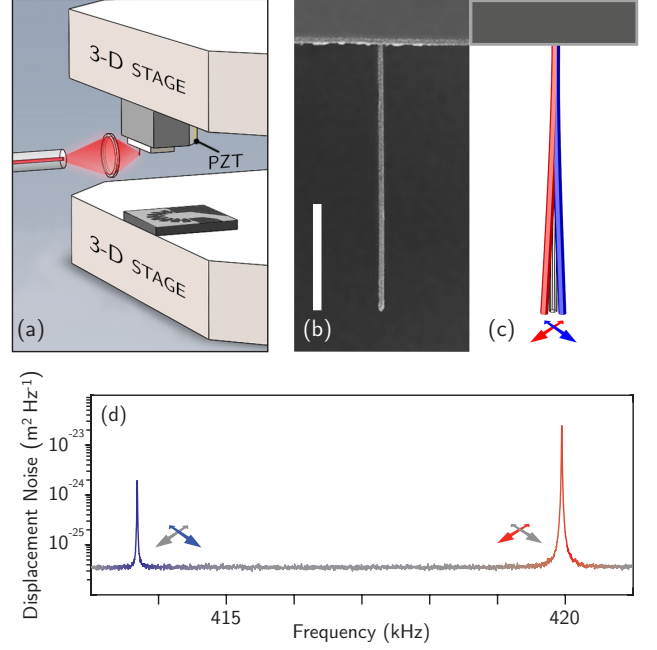 3-D STAGE
PZT
3-D STAGE
(a)
(b)
(c)
(d)
Displacement Noise (m² Hz⁻¹)
10⁻²³
10⁻²⁴
10⁻²⁵
415
420
Frequency (kHz)